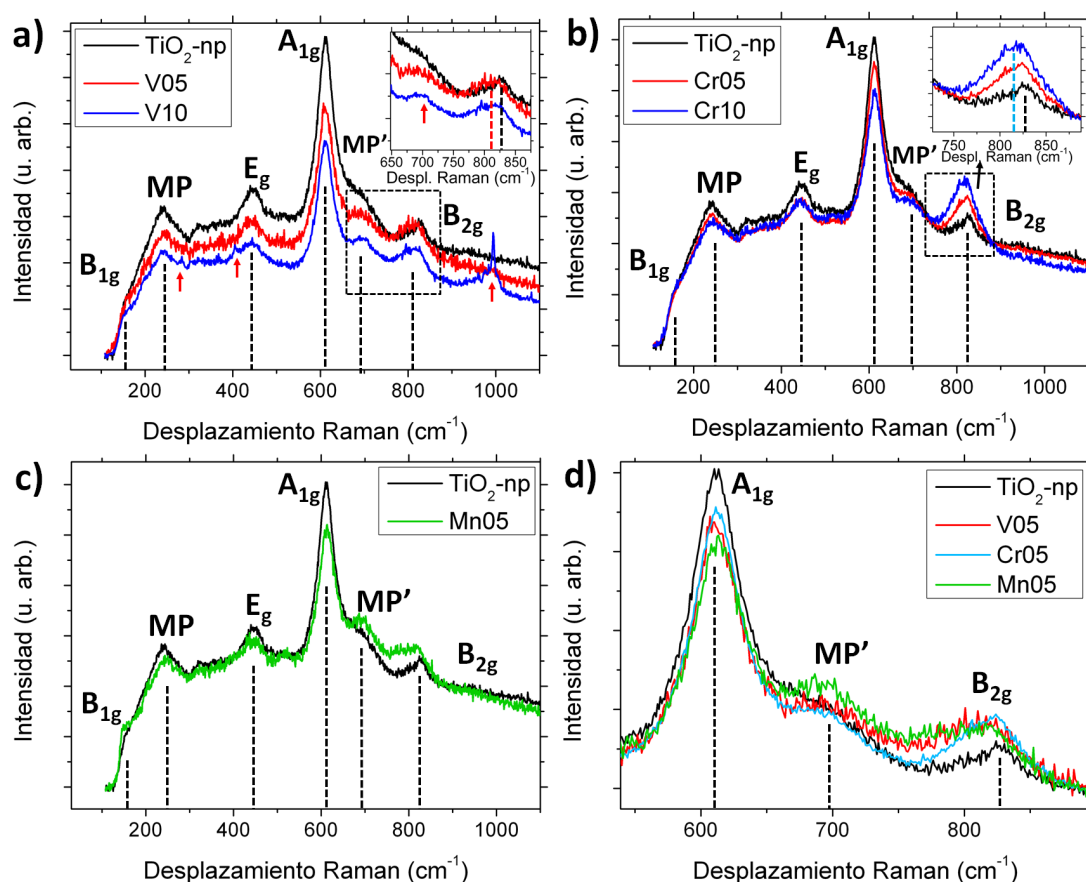 a)
TiO2-np
V05
V10
A1g
MP
Eg
MP'
B2g
B1g
650 700 750 800 850
Despl. Raman (cm-1)
Intensidad (u. arb.)
200 400 600 800 1000
Desplazamiento Raman (cm-1)
b)
TiO2-np
Cr05
Cr10
A1g
MP
Eg
MP'
B2g
B1g
750 800 850
Despl. Raman (cm-1)
Intensidad (u. arb.)
200 400 600 800 1000
Desplazamiento Raman (cm-1)
c)
TiO2-np
Mn05
A1g
MP
Eg
MP'
B2g
B1g
Intensidad (u. arb.)
200 400 600 800 1000
Desplazamiento Raman (cm-1)
d)
TiO2-np
V05
Cr05
Mn05
A1g
MP'
B2g
Intensidad (u. arb.)
600 700 800
Desplazamiento Raman (cm-1)